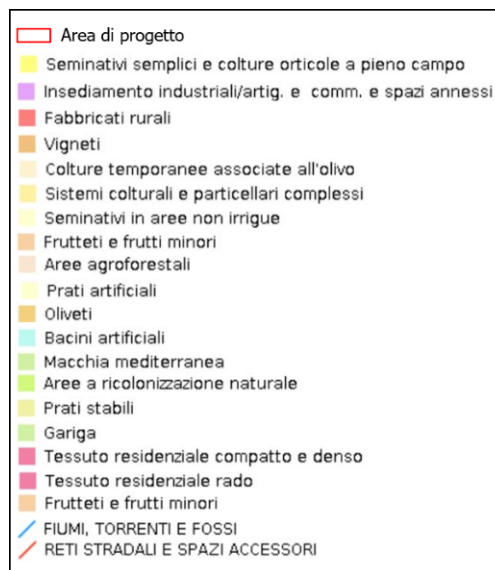 Area di progetto
Seminativi semplici e colture orticole a pieno campo
Insediamento industriali/artig. e comm. e spazi annessi
Fabbricati rurali
Vigneti
Colture temporanee associate all'olivo
Sistemi colturali e particellari complessi
Seminativi in aree non irrigue
Frutteti e frutti minori
Aree agroforestali
Prati artificiali
Oliveti
Bacini artificiali
Macchia mediterranea
Aree a ricolonizzazione naturale
Prati stabili
Gariga
Tessuto residenziale compatto e denso
Tessuto residenziale rado
Frutteti e frutti minori
FIUMI, TORRENTI E FOSSI
RETI STRADALI E SPAZI ACCESSORI